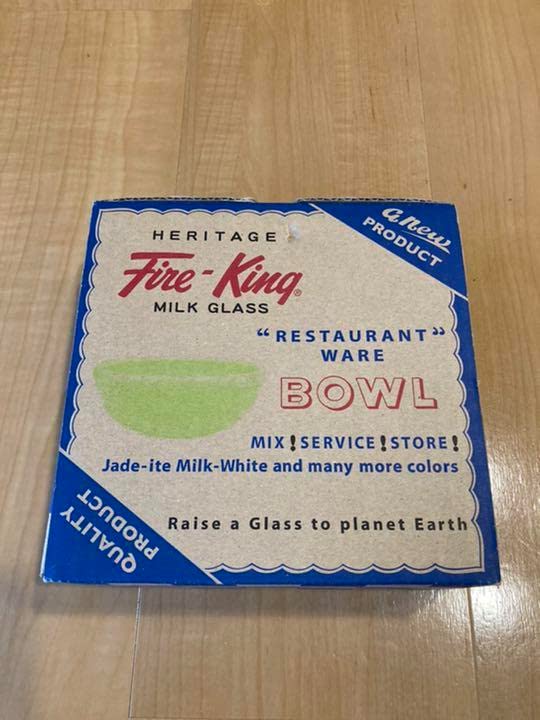 a new
PRODUCT
HERITAGE
Fire-King®
MILK GLASS
“RESTAURANT”
WARE
BOWL
MIX!SERVICE!STORE!
Jade-ite Milk-White and many more colors
QUALITY
PRODUCT
Raise a Glass to planet Earth